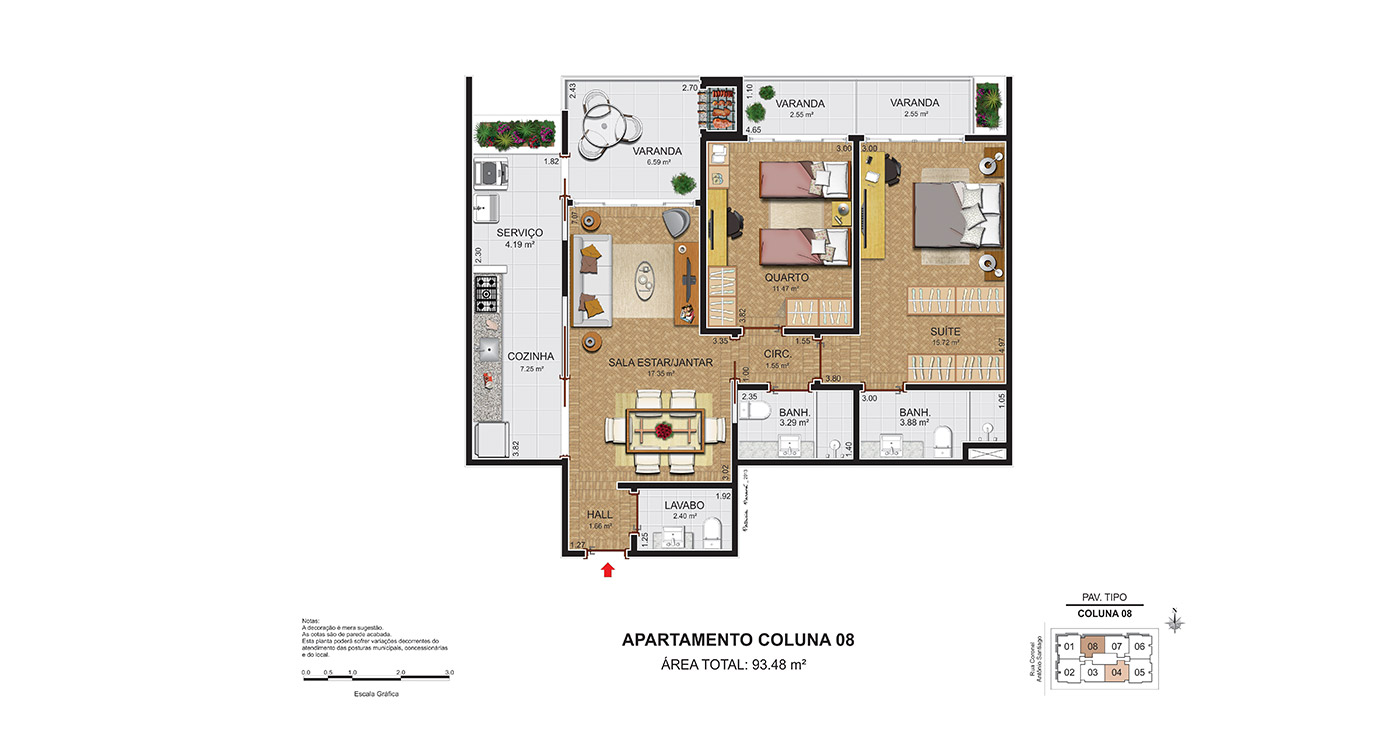 2.43
2.70
VARANDA
6.59 m²
1.10
4.65
VARANDA
2.55 m²
VARANDA
2.55 m²
1.82
SERVIÇO
4.19 m²
2.30
7.07
3.00
QUARTO
11.47 m²
3.82
3.00
SUÍTE
15.72 m²
4.97
COZINHA
7.25 m²
3.82
3.35
SALA ESTAR/JANTAR
17.35 m²
3.02
1.55
CIRC.
1.55 m²
1.00
3.80
2.35
BANH.
3.29 m²
1.40
3.00
BANH.
3.88 m²
1.05
HALL
1.66 m²
1.27
1.92
LAVABO
2.40 m²
1.25
2013
Notas:
A decoração é mera sugestão.
As cotas são de parede acabada.
Esta planta poderá sofrer variações decorrentes do
atendimento das posturas municipais, concessionárias
e do local.
0.0 0.5 1.0 2.0 3.0
Escala Gráfica
APARTAMENTO COLUNA 08
ÁREA TOTAL: 93.48 m²
PAV. TIPO
COLUNA 08
N
Rua Coronal
Antônio Santiago
01 08 07 06
02 03 04 05